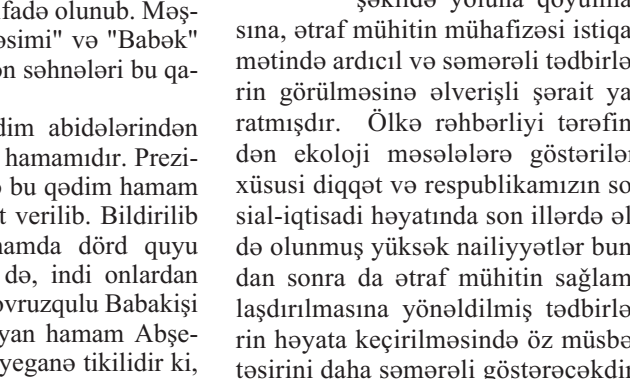 ifadə olunub. Məş-
əsimi" və "Babək"
ən səhnələri bu qa-
dim abidələrindən
hamamıdır. Prezi-
ə bu qədim hamam
t verilib. Bildirilib
hamda dörd quyu
də, indi onlardan
ovruzqulu Babakişi
yan hamam Abşe-
yeganə tikilidir ki,
şəkildə yoluna qoyulma
sına, ətraf mühitin mühafizəsi istiqa
mətində ardıcıl və səmərəli tədbirlə
rin görülməsinə əlverişli şərait ya
ratmışdır. Ölkə rəhbərliyi tərəfin
dən ekoloji məsələlərə göstərilən
xüsusi diqqət və respublikamızın so
sial-iqtisadi həyatında son illərdə əl
də olunmuş yüksək nailiyyətlər bun
dan sonra da ətraf mühitin sağlam
laşdırılmasına yönəldilmiş tədbirlə
rin həyata keçirilməsində öz müsbə
təsirini daha səmərəli göstərəcəkdir